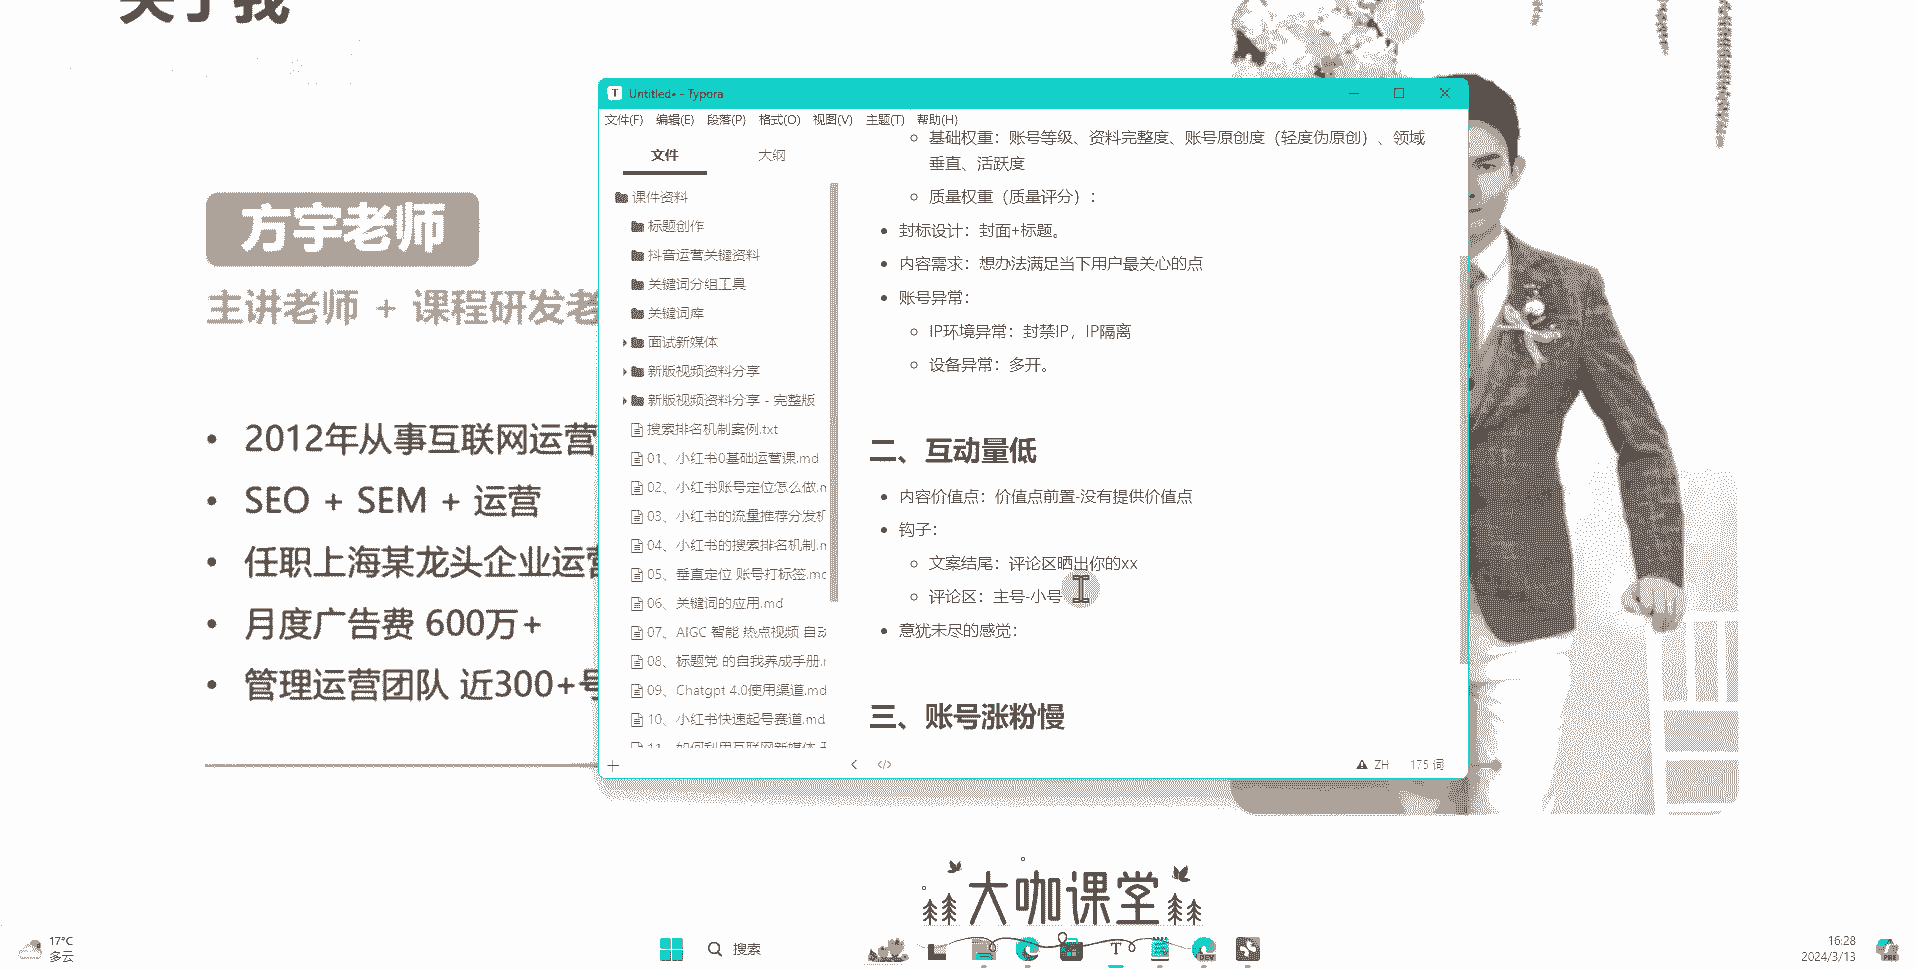 关于我
方宇老师
主讲老师 + 课程研发老
2012年从事互联网运营
SEO + SEM + 运营
任职上海某龙头企业运营
月度广告费 600万+
管理运营团队 近300+号
Untitled• - Typora
文件(F) 编辑(E) 段落(P) 格式(O) 视图(V) 主题(T) 帮助(H)
文件 大纲
课件资料
标题创作
抖音运营关键资料
关键词分组工具
关键词库
面试新媒体
新版视频资料分享
新版视频资料分享 - 完整版
搜索排名机制案例.txt
01、小红书0基础运营课.md
02、小红书账号定位怎么做.m
03、小红书的流量推荐分发机
04、小红书的搜索排名机制.m
05、垂直定位 账号打标签.md
06、关键词的应用.md
07、AIGC 智能 热点视频 自动
08、标题党 的自我养成手册.m
09、Chatgpt 4.0使用渠道.md
10、小红书快速起号赛道.md
11、如何利用互联网新媒体
基础权重：账号等级、资料完整度、账号原创度（轻度伪原创）、领域
垂直、活跃度
质量权重（质量评分）：
封标设计：封面+标题。
内容需求：想办法满足当下用户最关心的点
账号异常：
IP环境异常：封禁IP，IP隔离
设备异常：多开。
二、互动量低
内容价值点：价值点前置-没有提供价值点
钩子：
文案结尾：评论区晒出你的xx
评论区：主号-小号
意犹未尽的感觉：
三、账号涨粉慢
ZH 175 词
大咖课堂
17°C
多云
搜索
DEV
16:28
2024/3/13
PRE